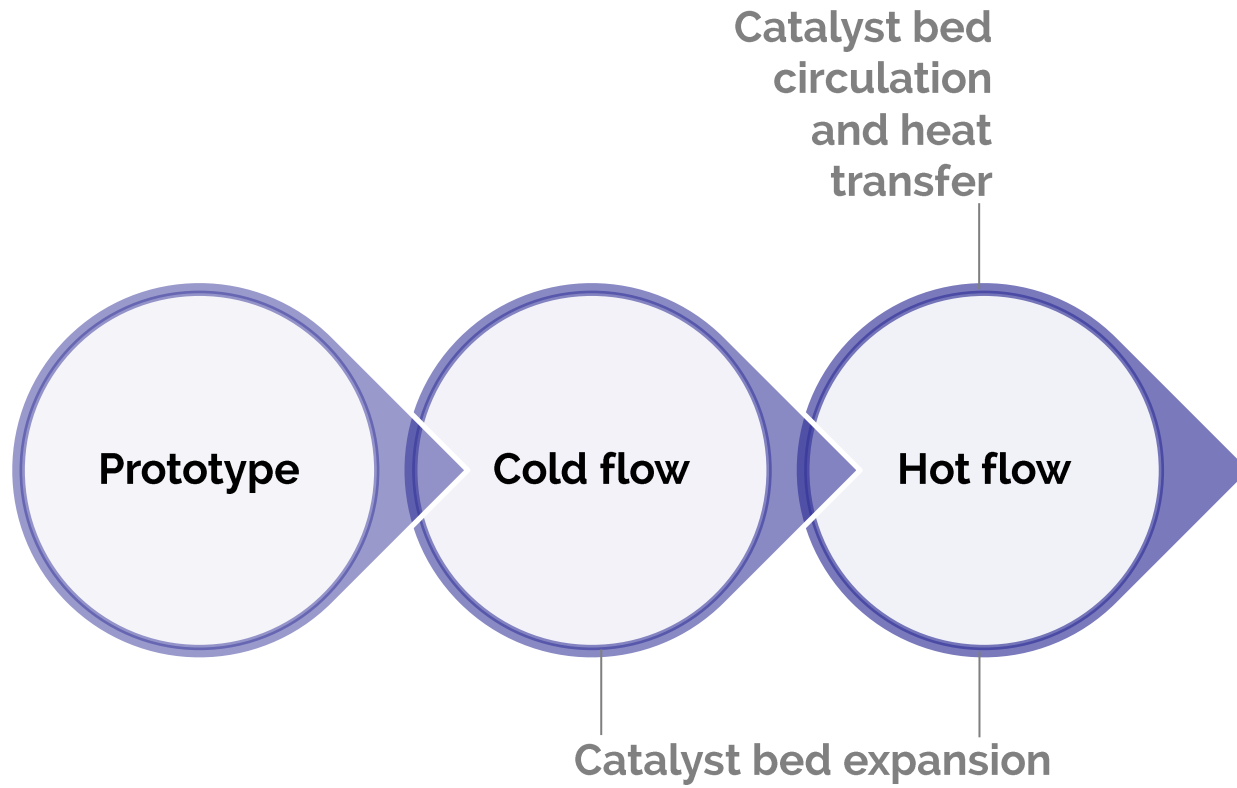 Catalyst bed
circulation
and heat
transfer
Prototype
Cold flow
Hot flow
Catalyst bed expansion